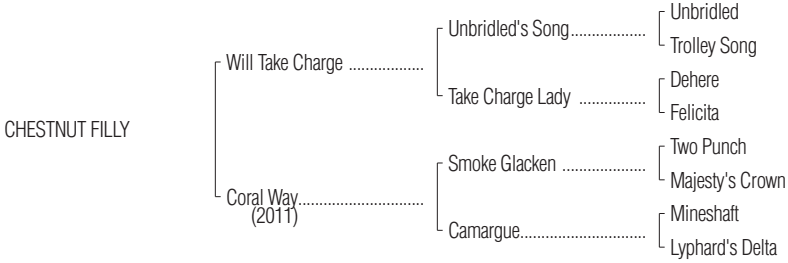 Unbridled
Unbridled's Song..................
Trolley Song
Will Take Charge ..................
Dehere
Take Charge Lady ................
Felicita
CHESTNUT FILLY
Two Punch
Smoke Glacken ....................
Majesty's Crown
Coral Way..............................
(2011)
Mineshaft
Camargue..............................
Lyphard's Delta